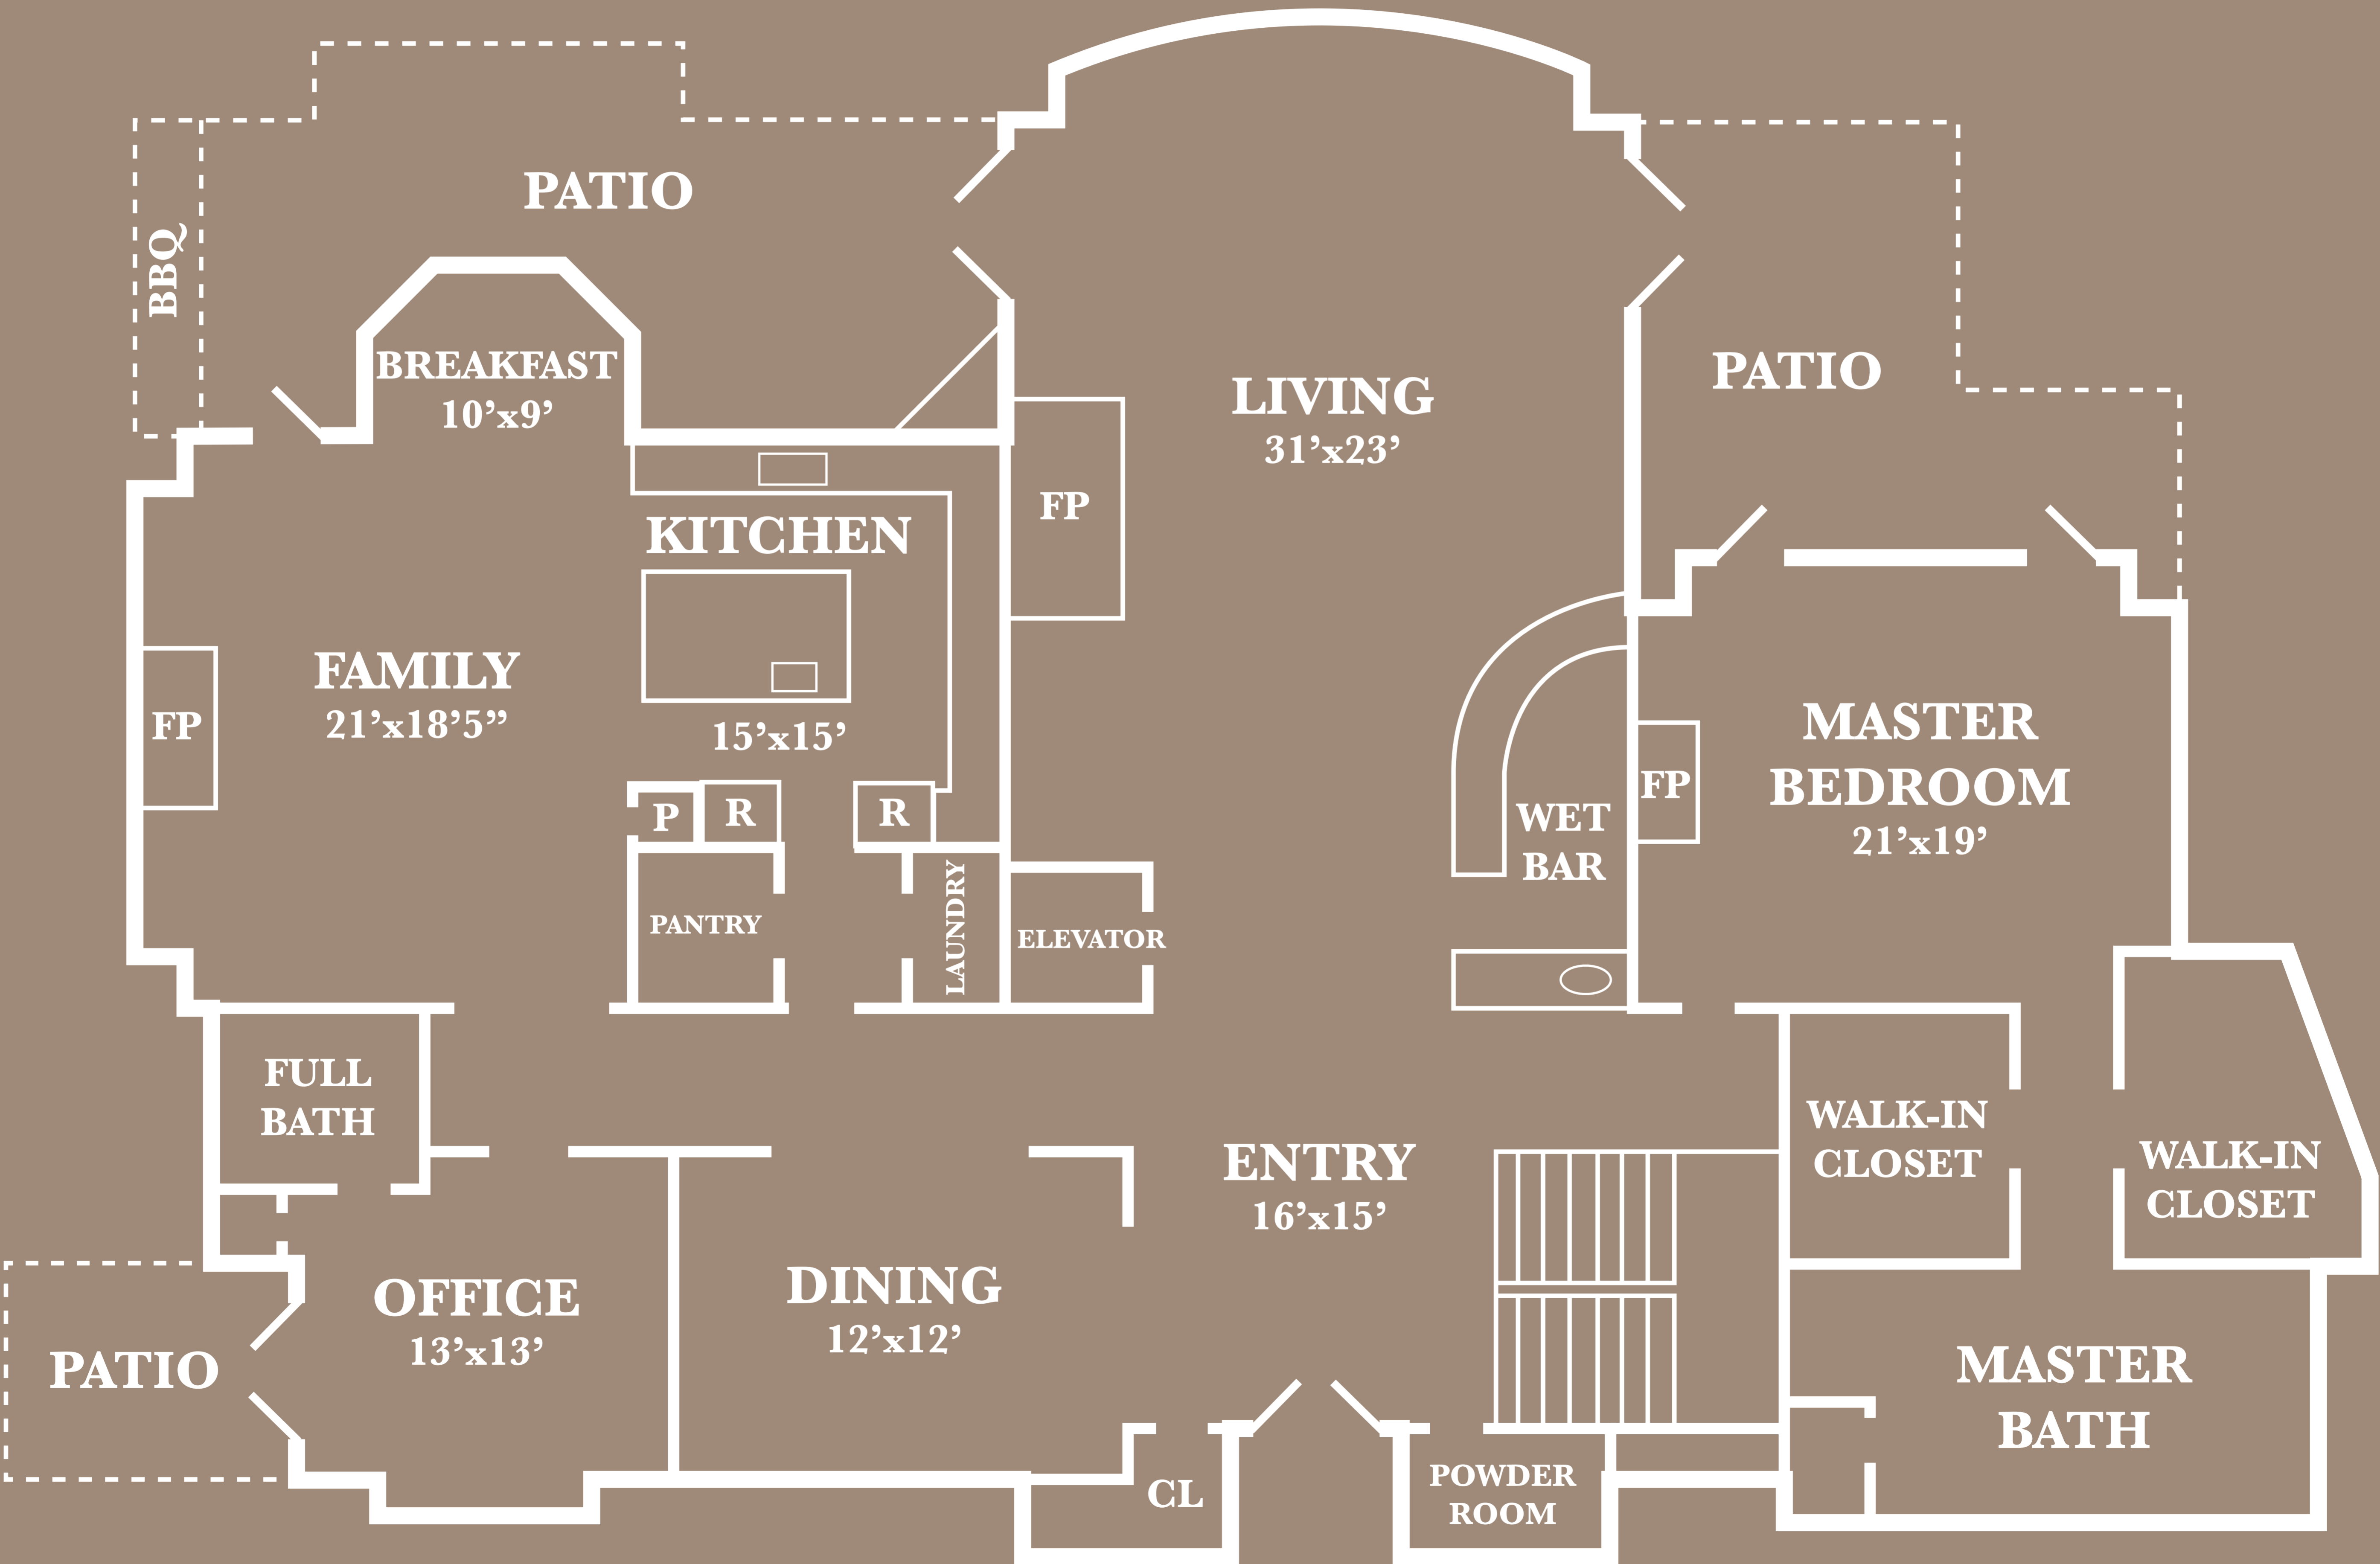 PATIO
BBQ
BREAKFAST
10’x9’
LIVING
31’x23’
PATIO
FP
KITCHEN
15’x15’
FAMILY
21’x18’5”
FP
P
R
R
PANTRY
LAUNDRY
ELEVATOR
WET
BAR
FP
MASTER
BEDROOM
21’x19’
FULL
BATH
ENTRY
16’x15’
WALK-IN
CLOSET
WALK-IN
CLOSET
PATIO
OFFICE
13’x13’
DINING
12’x12’
MASTER
BATH
CL
POWDER
ROOM